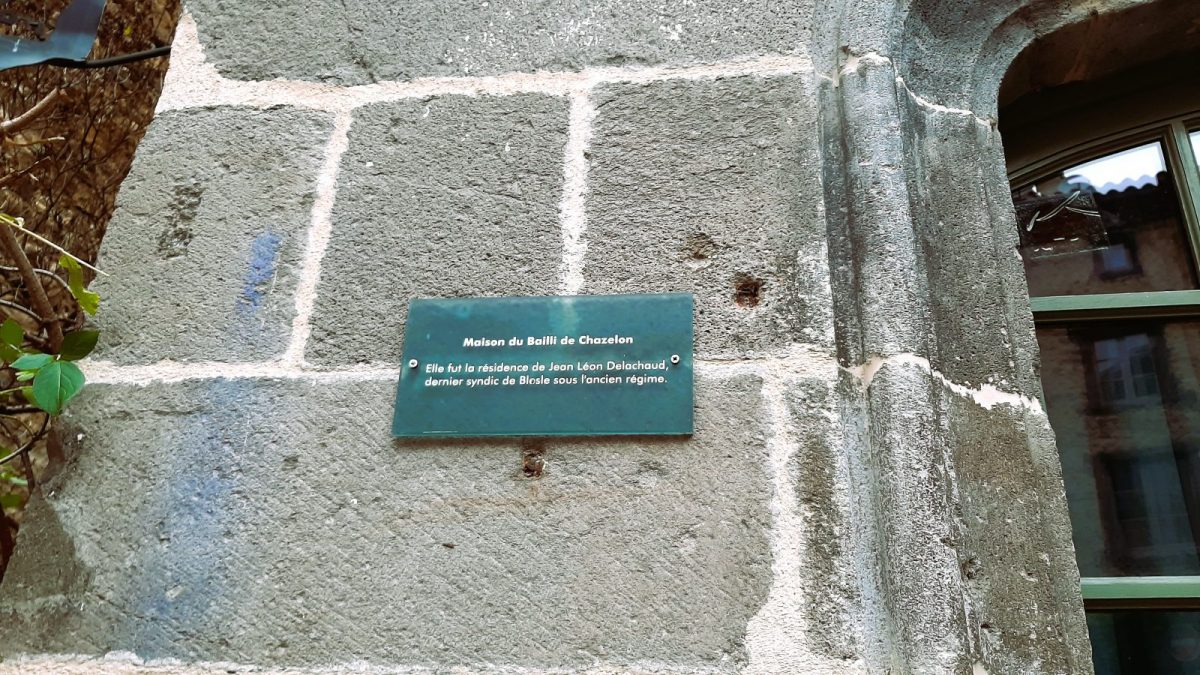 Maison du Bailli de Chazelon
Elle fut la résidence de Jean Léon Delachaud,
dernier syndic de Blosle sous l'ancien régime.